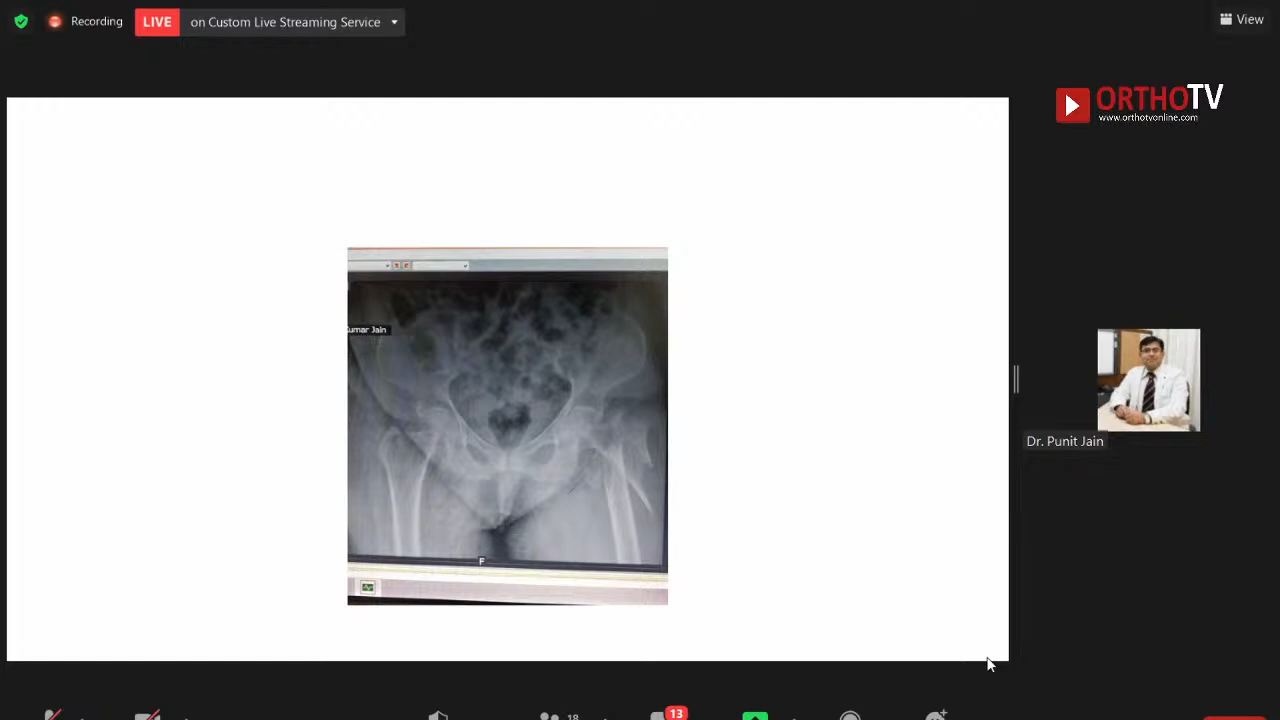 Recording
LIVE
on Custom Live Streaming Service
View
ORTHOTV
www.orthotvonline.com
umar Jain
F
Dr. Punit Jain
13
18